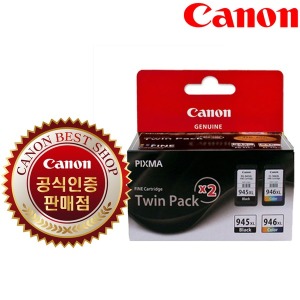 Canon
CANON BEST SHOP
Canon
공식인증
판매점
Canon
GENUINE
PIXMA
FINE Cartridge
Twin Pack x2
945XL Black
946XL Color